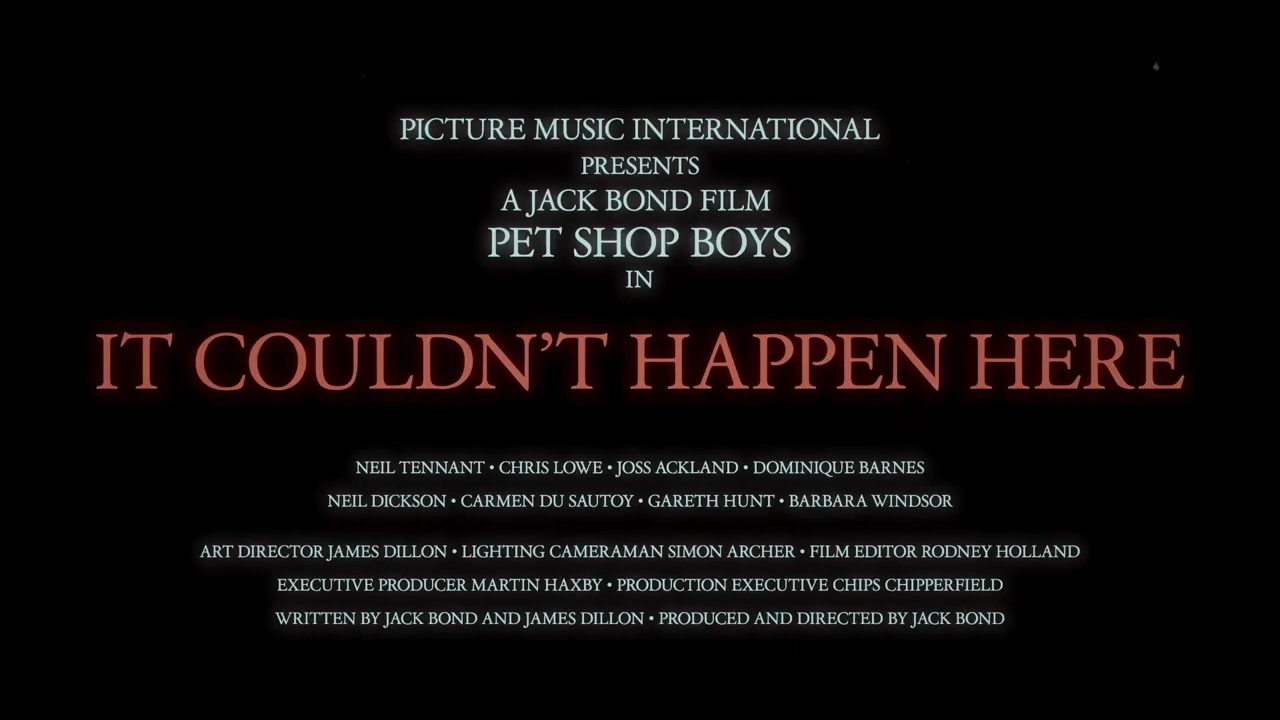 PICTURE MUSIC INTERNATIONAL
PRESENTS
A JACK BOND FILM
PET SHOP BOYS
IN
IT COULDN'T HAPPEN HERE
NEIL TENNANT • CHRIS LOWE • JOSS ACKLAND • DOMINIQUE BARNES
NEIL DICKSON • CARMEN DU SAUTOY • GARETH HUNT • BARBARA WINDSOR
ART DIRECTOR JAMES DILLON • LIGHTING CAMERAMAN SIMON ARCHER • FILM EDITOR RODNEY HOLLAND
EXECUTIVE PRODUCER MARTIN HAXBY • PRODUCTION EXECUTIVE CHIPS CHIPPERFIELD
WRITTEN BY JACK BOND AND JAMES DILLON • PRODUCED AND DIRECTED BY JACK BOND